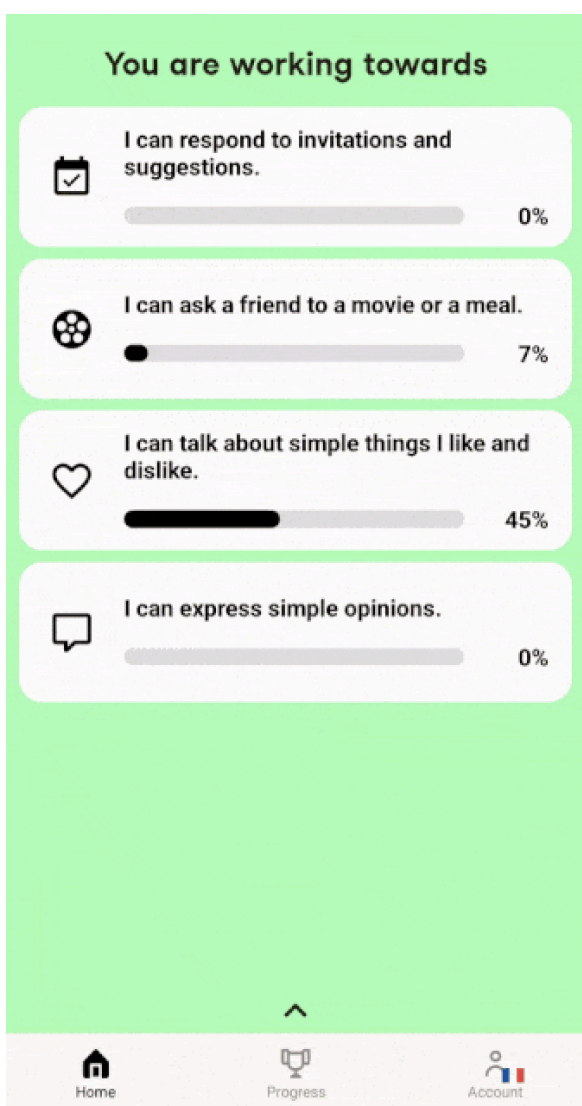 You are working towards
I can respond to invitations and
suggestions.
0%
I can ask a friend to a movie or a meal.
7%
I can talk about simple things I like and
dislike.
45%
I can express simple opinions.
0%
Home
Progress
Account